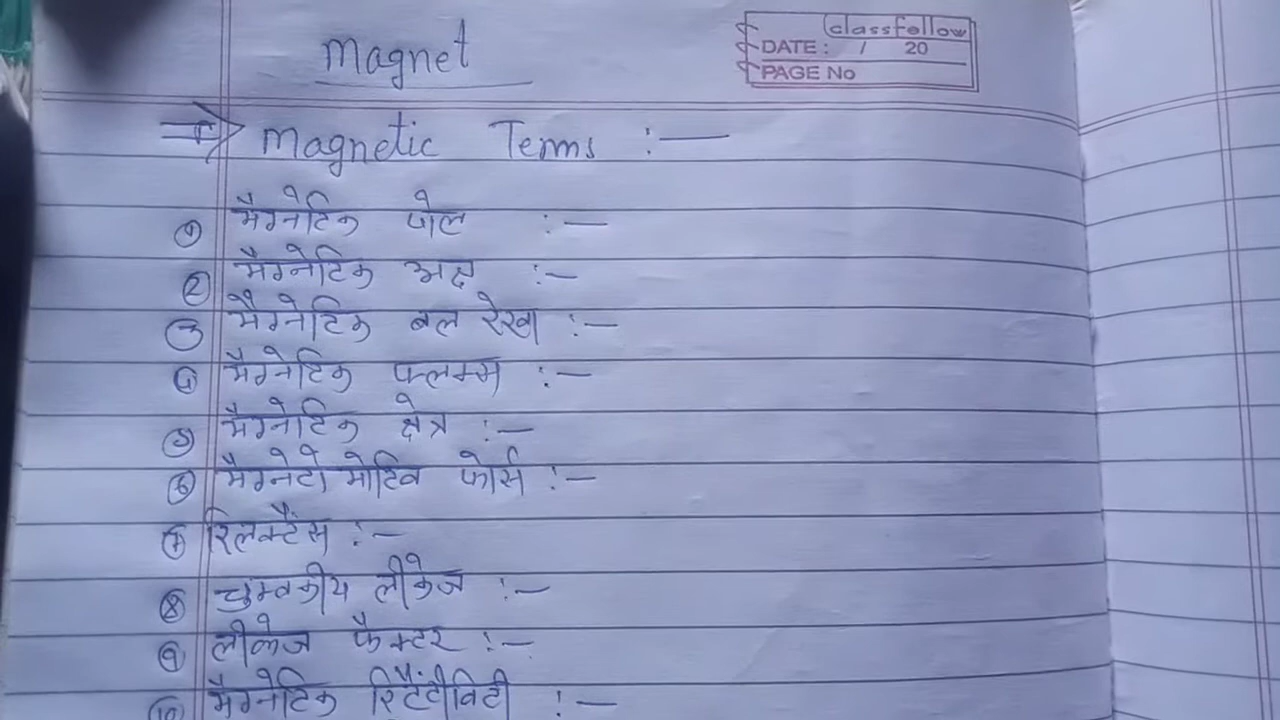 Magnet
classfollow
DATE : / 20
PAGE No
⇒ Magnetic Terms :—
① मैग्नेटिक पोल :—
② मैग्नेटिक अक्ष :—
③ मैग्नेटिक बल रेखा :—
④ मैग्नेटिक फ्लक्स :—
⑤ मैग्नेटिक क्षेत्र :—
⑥ मैग्नेटो मोटिव फोर्स :—
⑦ रिलक्टैंस :—
⑧ चुम्बकीय लीकेज :—
⑨ लीकेज फैक्टर :—
⑩ मैग्नेटिक रिटैंटीविटी :—